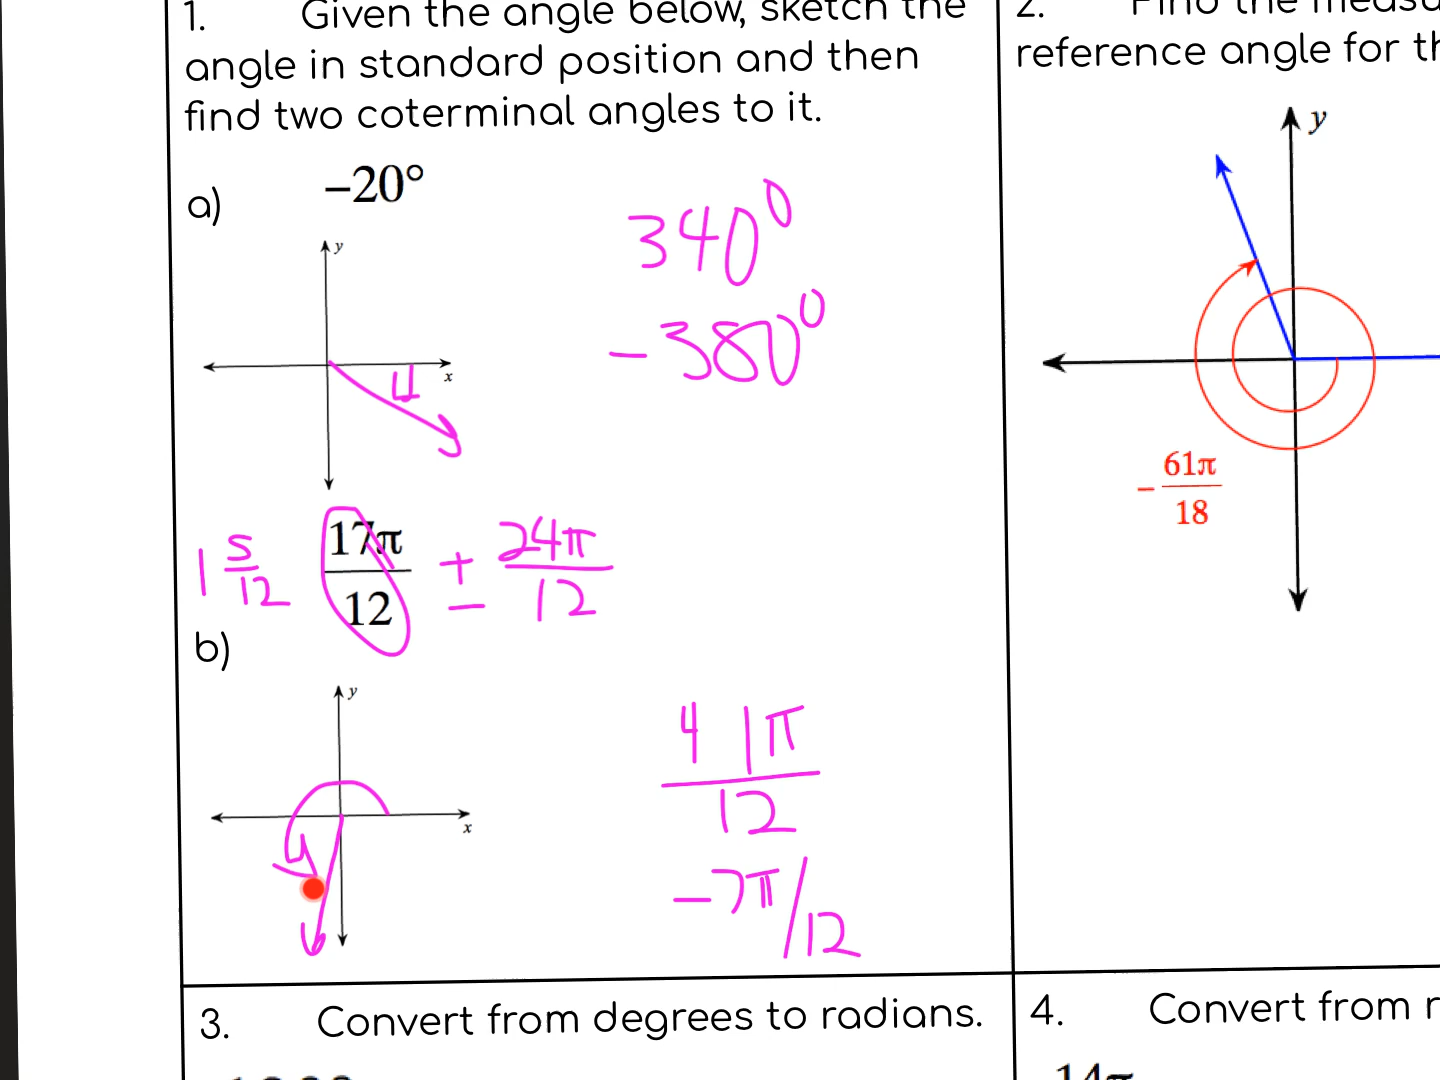 1. Given the angle below, sketch the
angle in standard position and then
find two coterminal angles to it.
a) −20°
340°
−380°
y
x
1 5/12 17π/12 ± 24π/12
b)
y
x
41π/12
−7π/12
2.
reference angle for
y
−61π/18
3. Convert from degrees to radians.
4. Convert from